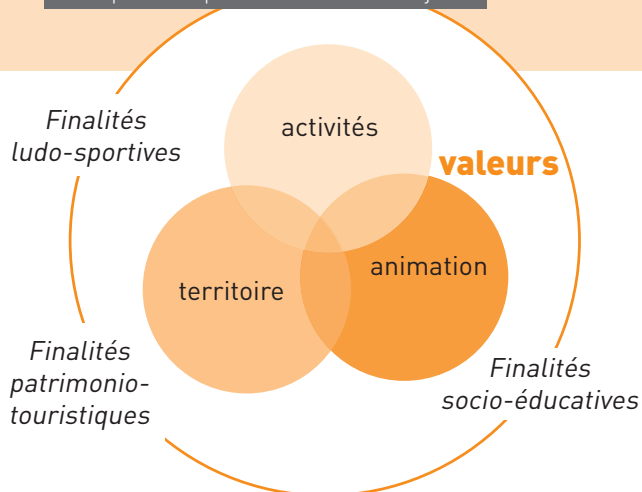 activités
Finalités
ludo-sportives
valeurs
animation
territoire
Finalités
patrimonio-
touristiques
Finalités
socio-éducatives